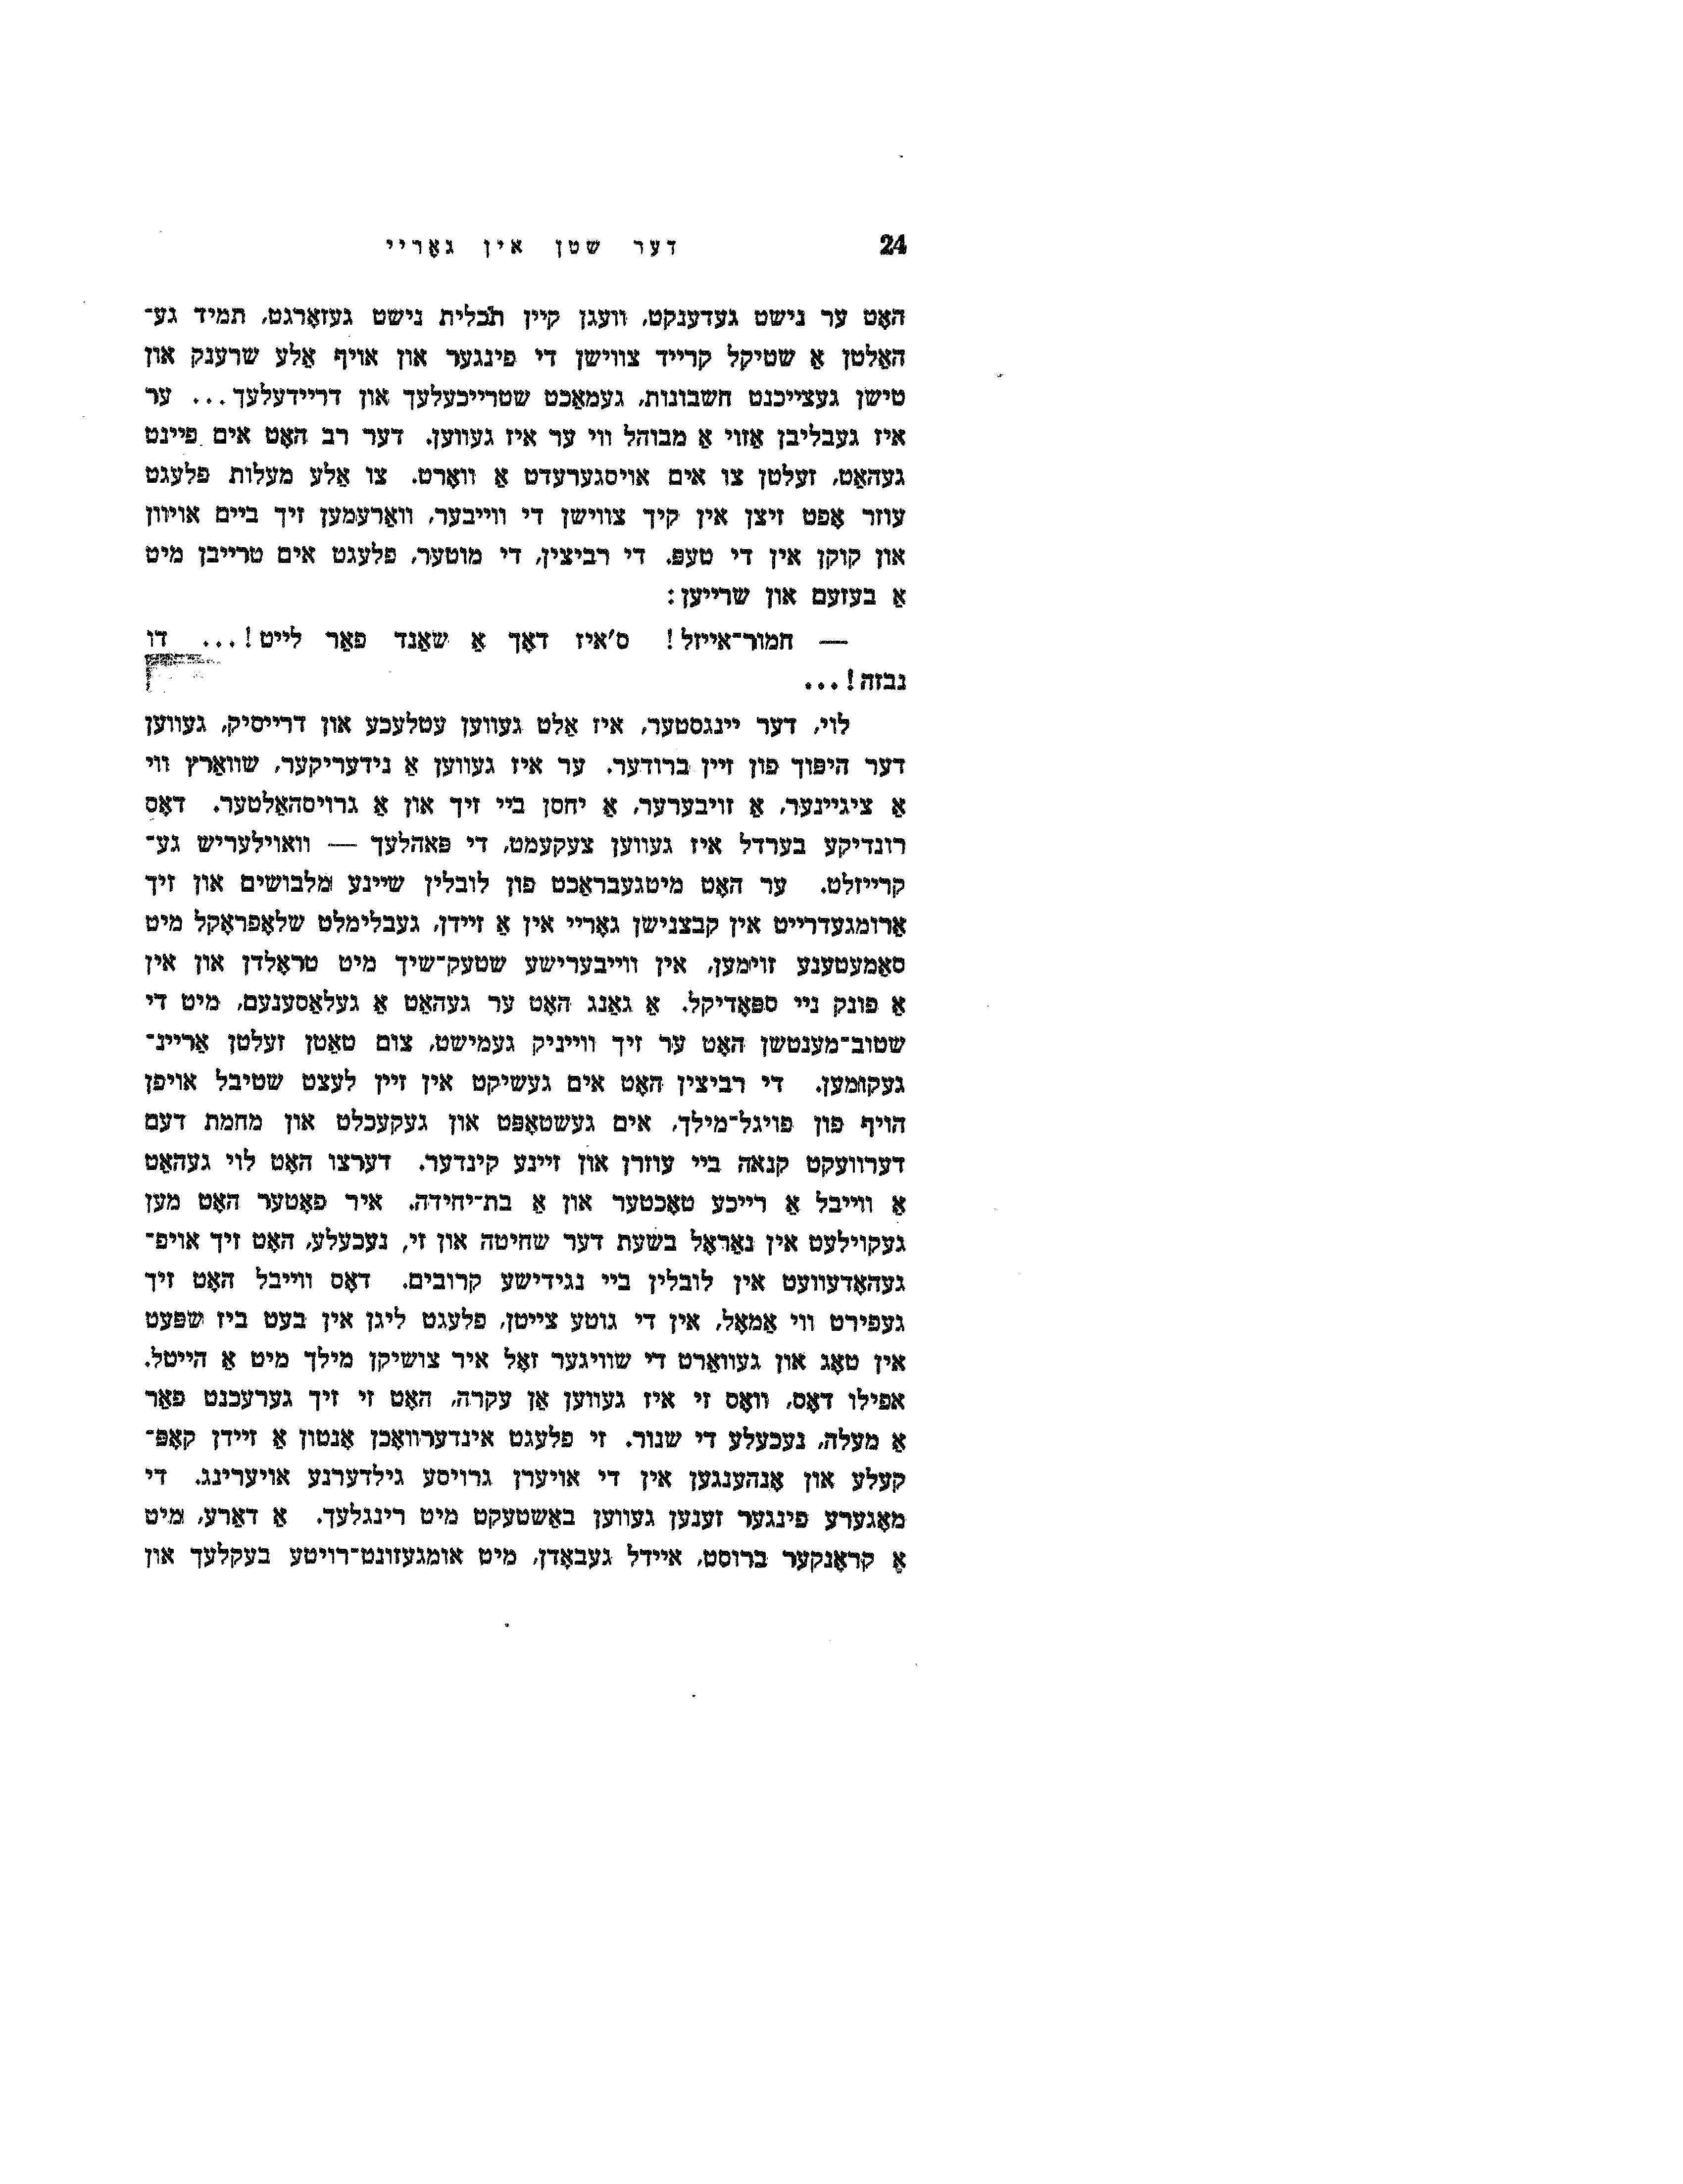 24 דער שטן אין גאָריי
האָט ער נישט געדענקט, וועגן קיין תכלית נישט געזאָרגט, תמיד גע־
האַלטן אַ שטיקל קרייד צווישן די פינגער און אויף אַלע שרענק און
טישן געצייכנט חשבונות, געמאַכט שטרייכעלעך און דריידעלעך... ער
איז געבליבן אַזוי אַ מבוהל ווי ער איז געווען. דער רב האָט אים פיינט
געהאַט, זעלטן צו אים אויסגערעדט אַ וואָרט. צו אַלע מעלות פלעגט
עוזר אָפט זיצן אין קיך צווישן די ווייבער, וואַרעמען זיך ביים אויוון
און קוקן אין די טעפּ. די רביצין, די מוטער, פלעגט אים טרייבן מיט
אַ בעזעם און שרייען:
— חמור־אייזל! ס'איז דאָך אַ שאַנד פאַר לייט!... דו
נבזה!...
לוי, דער יינגסטער, איז אַלט געווען עטלעכע און דרייסיק, געווען
דער היפּוך פון זיין ברודער. ער איז געווען אַ נידעריקער, שוואַרץ ווי
אַ ציגיינער, אַ זויבערער, אַ יחסן ביי זיך און אַ גרויסהאַלטער. דאָס
רונדיקע בערדל איז געווען צעקעמט, די פּאהלעך — וואוילעריש גע־
קרייזלט. ער האָט מיטגעבראַכט פון לובלין שיינע מלבושים און זיך
אַרומגעדרייט אין קבצנישן גאָריי אין אַ זיידן, געבלימלט שלאָפראָקל מיט
סאַמעטענע זוימען, אין ווייבערישע שטעק־שיך מיט טראָלדן און אין
אַ פונק ניי ספּאָדיקל. אַ גאַנג האָט ער געהאַט אַ געלאַסענעם, מיט די
שטוב־מענטשן האָט ער זיך ווייניק געמישט, צום טאַטן זעלטן אַריינ־
געקומען. די רביצין האָט אים געשיקט אין זיין לעצט שטיבל אויפן
הויף פון פויגל־מילך, אים געשטאָפּט און געקעכלט און מחמת דעם
דערוועקט קנאה ביי עוזרן און זיינע קינדער. דערצו האָט לוי געהאַט
אַ ווייבל אַ רייכע טאָכטער און אַ בת־יחידה. איר פאָטער האָט מען
געקוילעט אין נאַראָל בשעת דער שחיטה און זי, נעכעלע, האָט זיך אויפ־
געהאָדעוועט אין לובלין ביי נגידישע קרובים. דאָס ווייבל האָט זיך
געפירט ווי אַמאָל, אין די גוטע צייטן, פלעגט ליגן אין בעט ביז שפּעט
אין טאָג און געוואַרט די שוויגער זאָל איר צושיקן מילך מיט אַ הייטל.
אפילו דאָס, וואָס זי איז געווען אַן עקרה, האָט זי זיך גערעכנט פאַר
אַ מעלה, נעכעלע די שנור. זי פלעגט אינדערוואָכן אָנטון אַ זיידן קאָפּ־
קעלע און אָנהענגען אין די אויערן גרויסע גילדערנע אויערינג. די
מאָגערע פינגער זענען געווען באַשטעקט מיט רינגלעך. אַ דאַרע, מיט
אַ קראַנקער ברוסט, איידל געבאָדן, מיט אומגעזונט־רויטע בעקלעך און